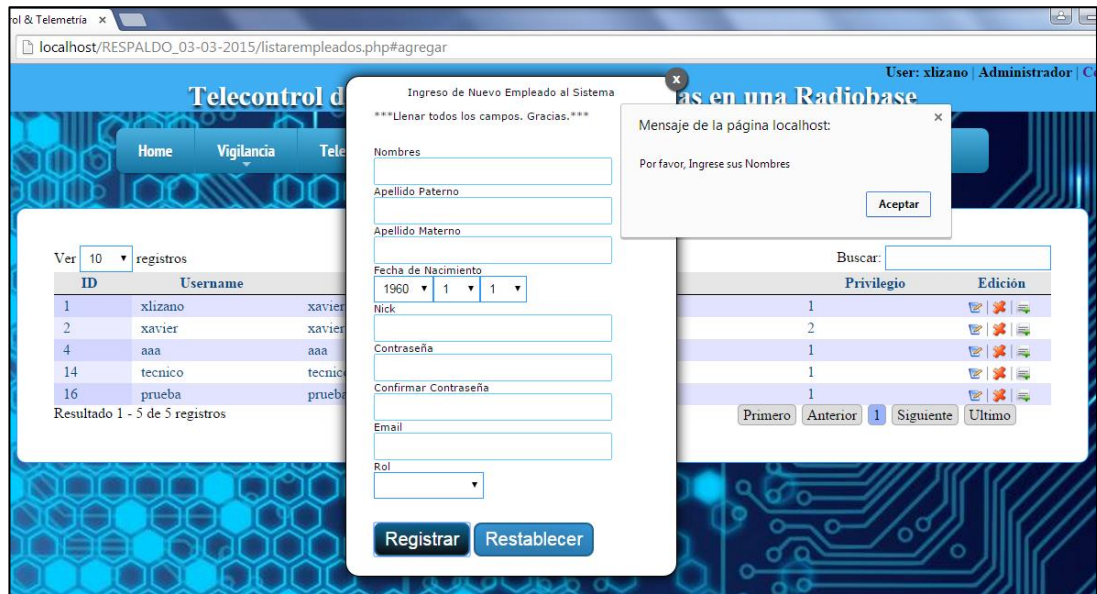 rol & Telemetría ×
localhost/RESPALDO_03-03-2015/listarempleados.php#agregar
User: xlizano | Administrador | C
Telecontrol d
as en una Radiobase
Home Vigilancia Tele
x
Ingreso de Nuevo Empleado al Sistema
***Llenar todos los campos. Gracias.***
Nombres
Apellido Paterno
Apellido Materno
Fecha de Nacimiento
1960 1 1
Nick
Contraseña
Confirmar Contraseña
Email
Rol
Registrar Restablecer
Mensaje de la página localhost: ×
Por favor, Ingrese sus Nombres
Aceptar
Ver 10 registros
Buscar:
ID Username Privilegio Edición
1 xlizano xavier 1
2 xavier xavier 2
4 aaa aaa 1
14 tecnico tecnic 1
16 prueba prueba 1
Resultado 1 - 5 de 5 registros
Primero Anterior 1 Siguiente Ultimo